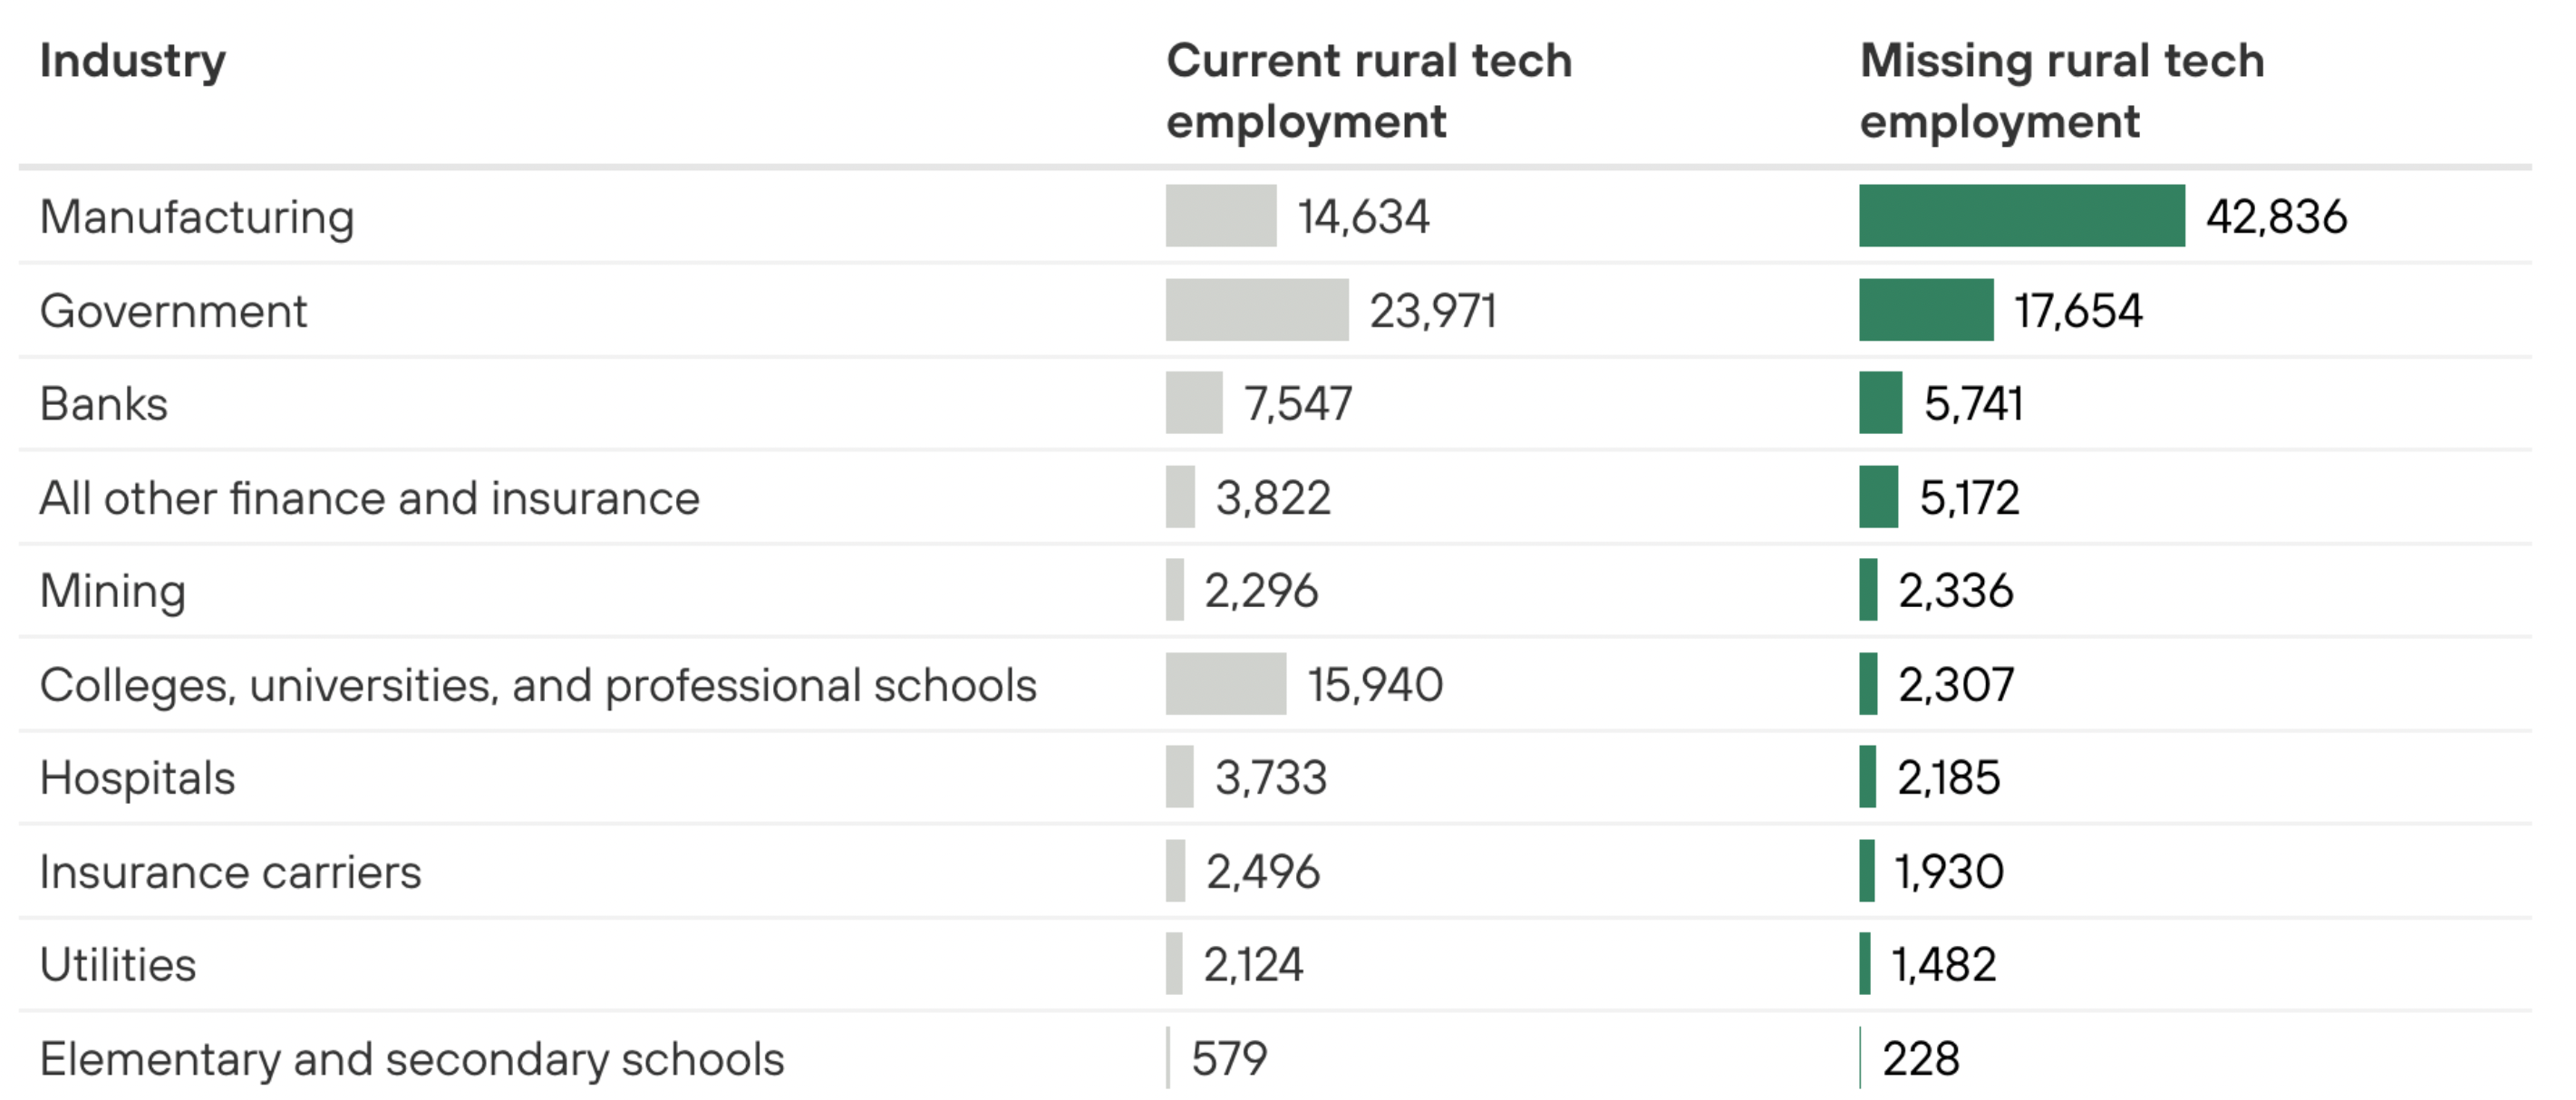 Industry Current rural tech employment Missing rural tech employment
Manufacturing 14,634 42,836
Government 23,971 17,654
Banks 7,547 5,741
All other finance and insurance 3,822 5,172
Mining 2,296 2,336
Colleges, universities, and professional schools 15,940 2,307
Hospitals 3,733 2,185
Insurance carriers 2,496 1,930
Utilities 2,124 1,482
Elementary and secondary schools 579 228